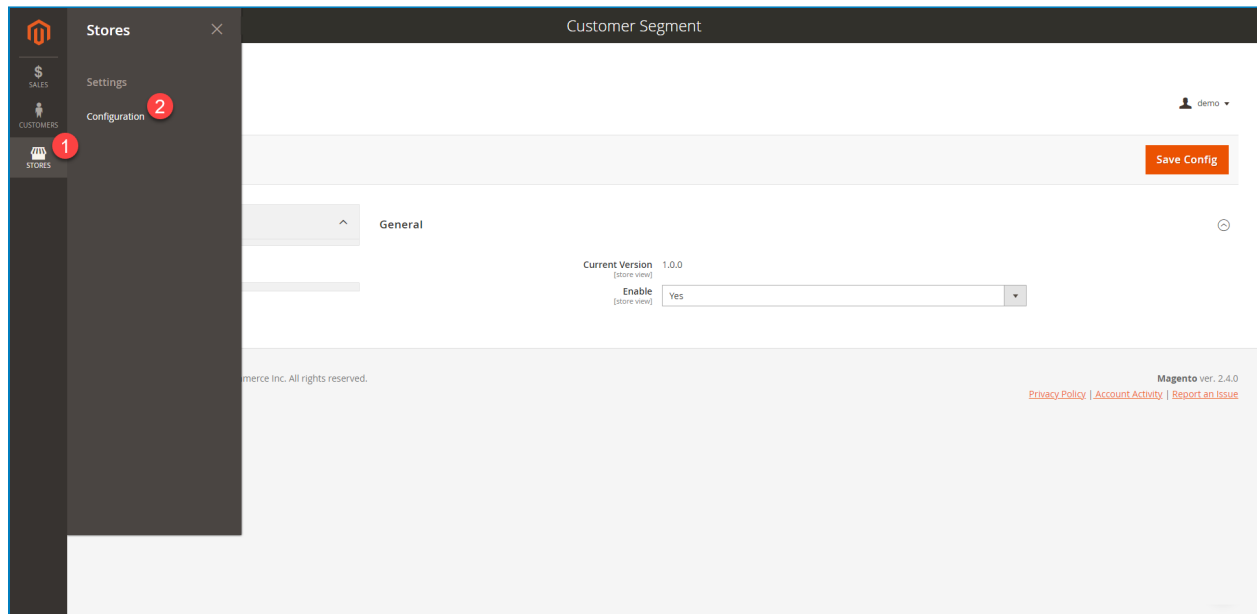 Customer Segment
Stores
$
SALES
CUSTOMERS
STORES
1
Settings
Configuration
2
demo
Save Config
General
Current Version 1.0.0
[store view]
Enable Yes
[store view]
merce Inc. All rights reserved.
Magento ver. 2.4.0
Privacy Policy | Account Activity | Report an Issue